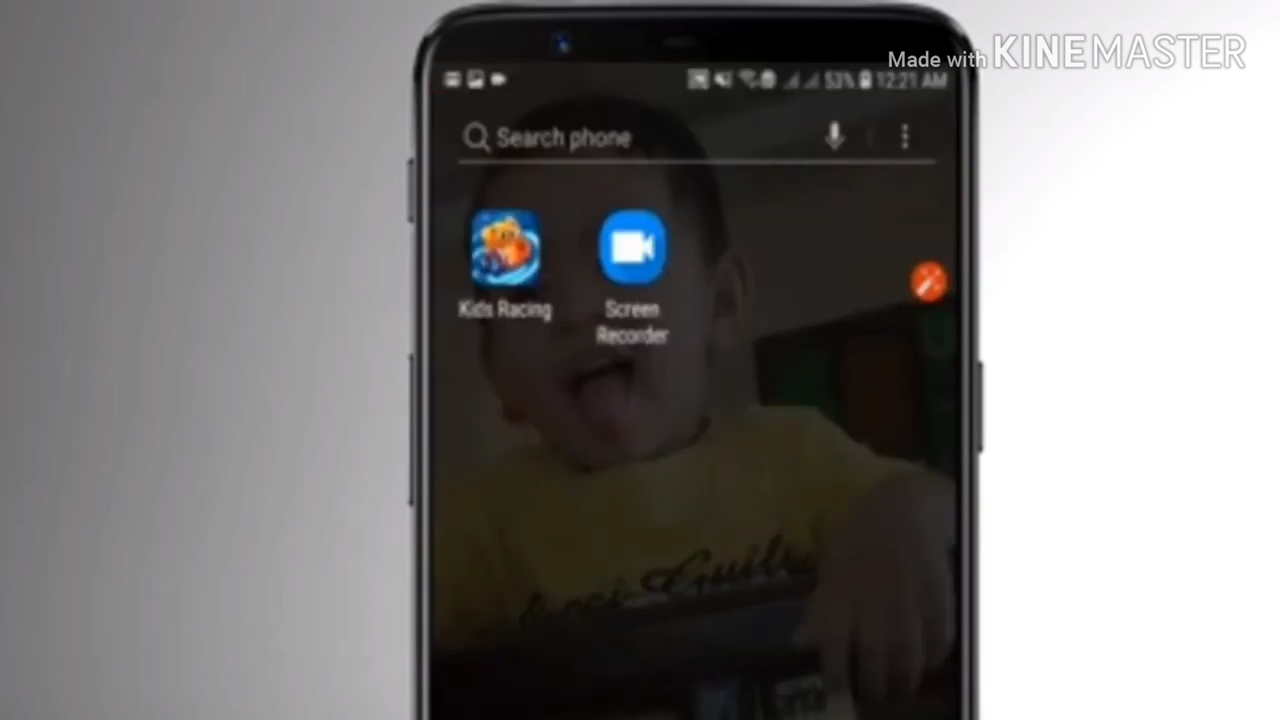 Made with KINEMASTER
53% 12:21 AM
Search phone
Kids Racing
Screen
Recorder